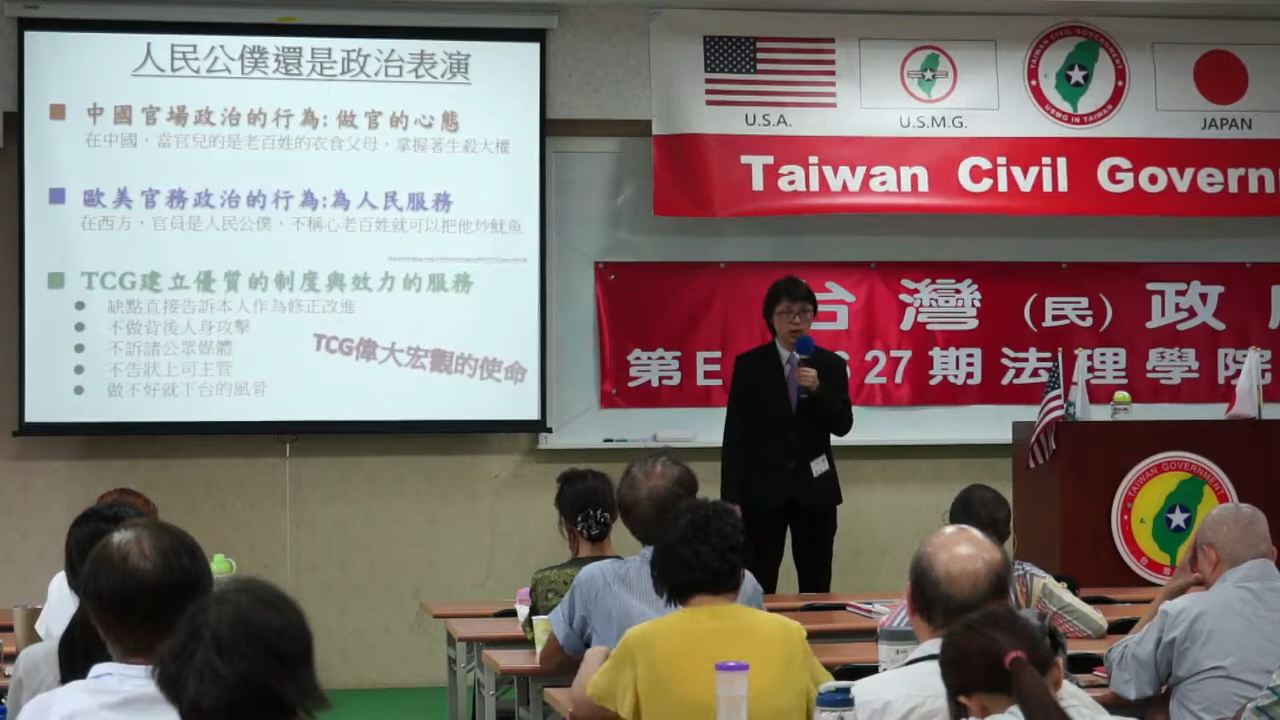 人民公僕還是政治表演
中國官場政治的行為:做官的心態
在中國，當官兒的是老百姓的衣食父母，掌握著生殺大權
歐美官務政治的行為:為人民服務
在西方，官員是人民公僕，不稱心老百姓就可以把他炒魷魚
TCG建立優質的制度與效力的服務
缺點直接告訴本人作為修正改進
不做背後人身攻擊
不訴諸公眾媒體
不告狀上司主管
做不好就下台的風骨
TCG偉大宏觀的使命
U.S.A.
U.S.M.G.
TAIWAN CIVIL GOVERNMENT
USMG IN TAIWAN
JAPAN
Taiwan Civil Govern
台灣（民）政
第E 27期法理學院
TAIWAN GOVERNMENT